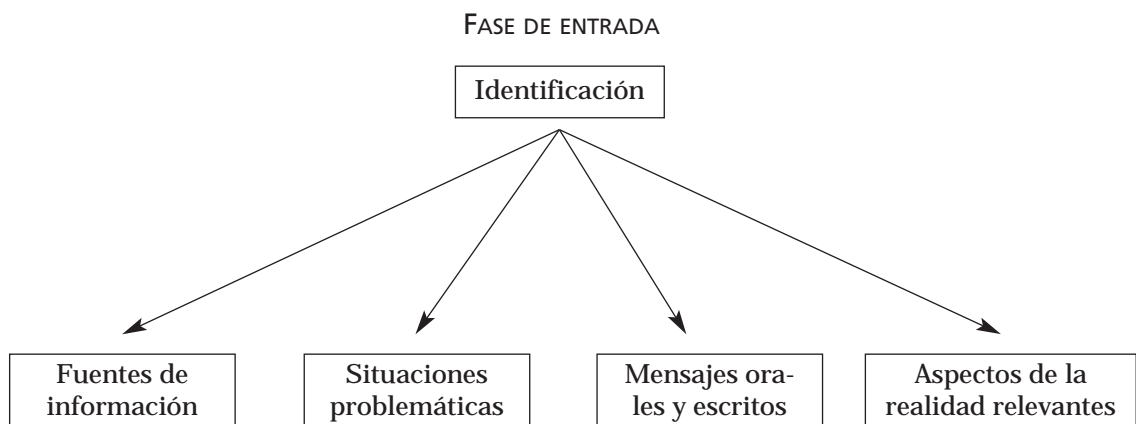 FASE DE ENTRADA
Identificación
Fuentes de
información
Situaciones
problemáticas
Mensajes ora-
les y escritos
Aspectos de la
realidad relevantes